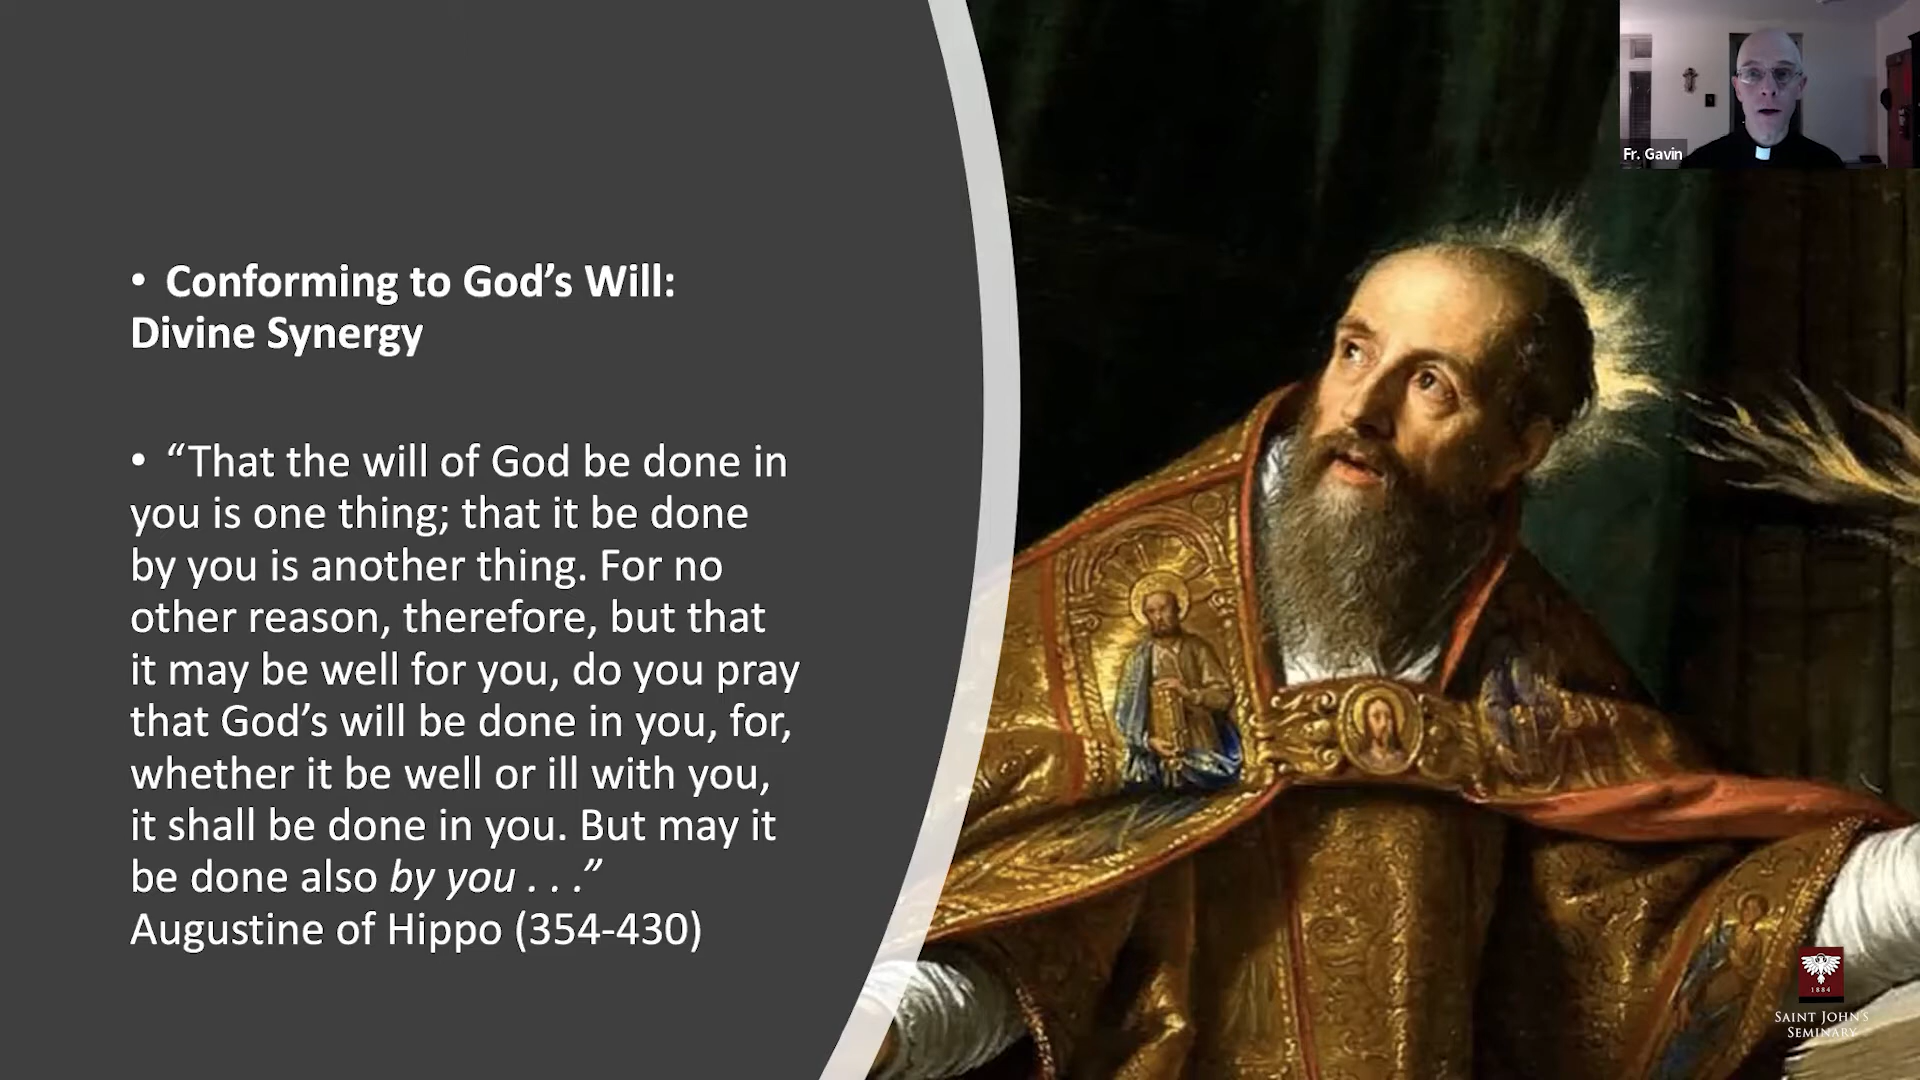 Fr. Gavin
• Conforming to God’s Will:
Divine Synergy
• “That the will of God be done in
you is one thing; that it be done
by you is another thing. For no
other reason, therefore, but that
it may be well for you, do you pray
that God’s will be done in you, for,
whether it be well or ill with you,
it shall be done in you. But may it
be done also by you . . .”
Augustine of Hippo (354-430)
1884
SAINT JOHN'S
SEMINARY